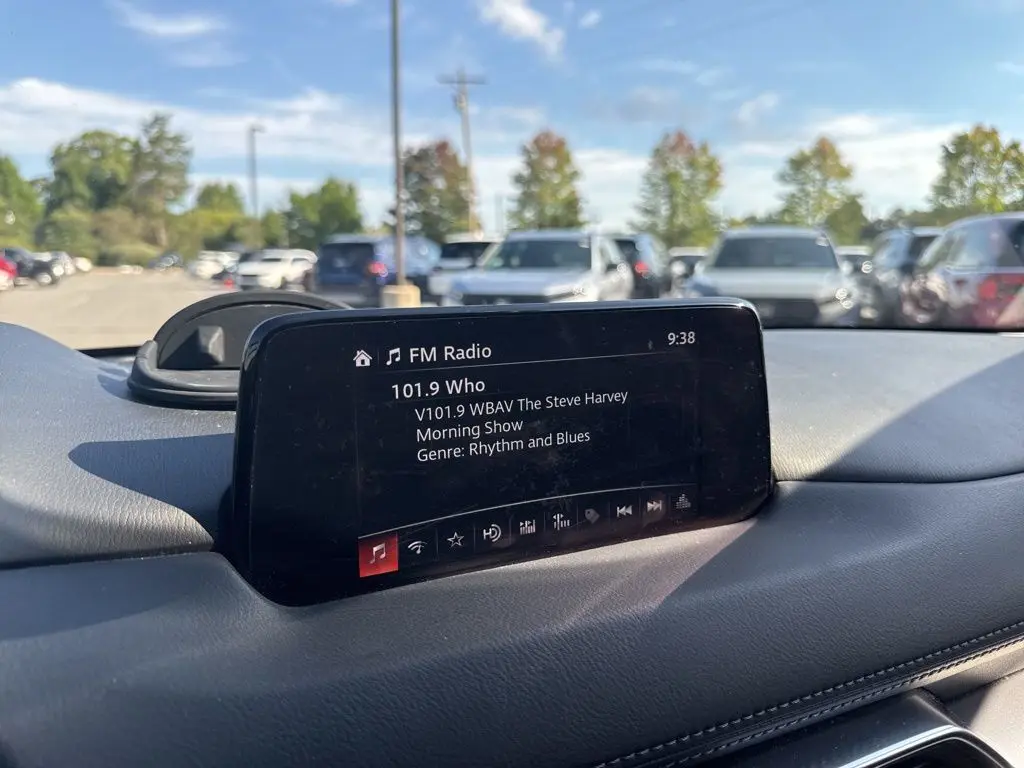 FM Radio
9:38
101.9 Who
V101.9 WBAV The Steve Harvey
Morning Show
Genre: Rhythm and Blues
HD